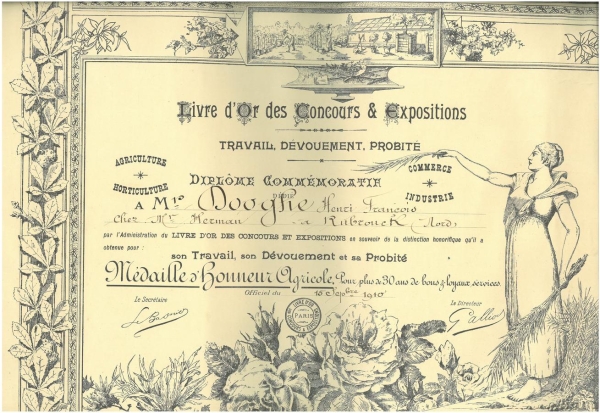 Livre d'Or des Concours & Expositions
TRAVAIL, DÉVOUEMENT, PROBITÉ
AGRICULTURE
HORTICULTURE
COMMERCE
INDUSTRIE
DIPLÔME COMMÉMORATIF
DÉDIÉ
A Mr Dooghe Henri François
Chez Mr Herman à Rubrouck (Nord)
par l'Administration du LIVRE D'OR DES CONCOURS ET EXPOSITIONS en souvenir de la distinction honorifique qu'il a
obtenue pour :
son Travail, son Dévouement et sa Probité
Médaille d'Honneur Agricole, Pour plus de 30 ans de bons & loyaux services.
Officiel du 15 7bre 1910
Le Secrétaire
Le Directeur
PARIS